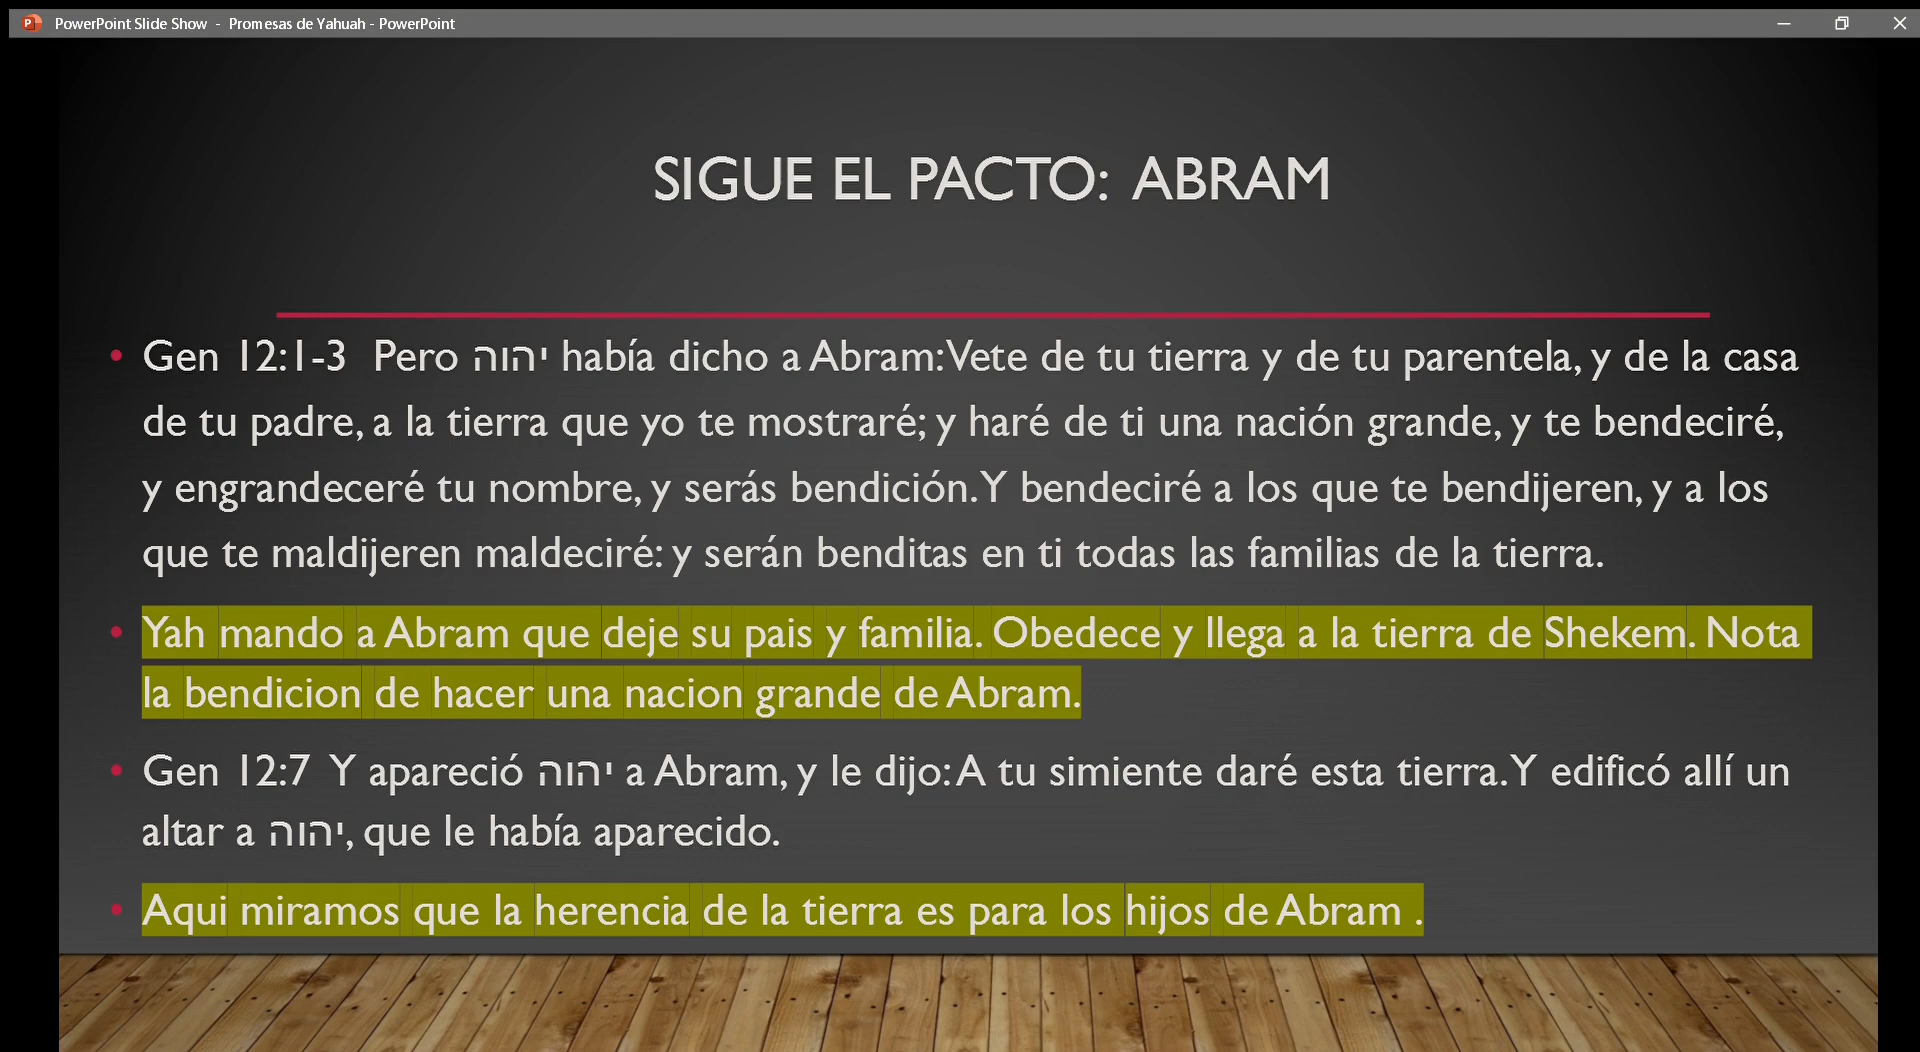 PowerPoint Slide Show - Promesas de Yahuah - PowerPoint
SIGUE EL PACTO: ABRAM
• Gen 12:1-3 Pero יהוה había dicho a Abram: Vete de tu tierra y de tu parentela, y de la casa
de tu padre, a la tierra que yo te mostraré; y haré de ti una nación grande, y te bendeciré,
y engrandeceré tu nombre, y serás bendición. Y bendeciré a los que te bendijeren, y a los
que te maldijeren maldeciré: y serán benditas en ti todas las familias de la tierra.
• Yah mando a Abram que deje su pais y familia. Obedece y llega a la tierra de Shekem. Nota
la bendicion de hacer una nacion grande de Abram.
• Gen 12:7 Y apareció יהוה a Abram, y le dijo: A tu simiente daré esta tierra. Y edificó allí un
altar a יהוה, que le había aparecido.
• Aqui miramos que la herencia de la tierra es para los hijos de Abram .